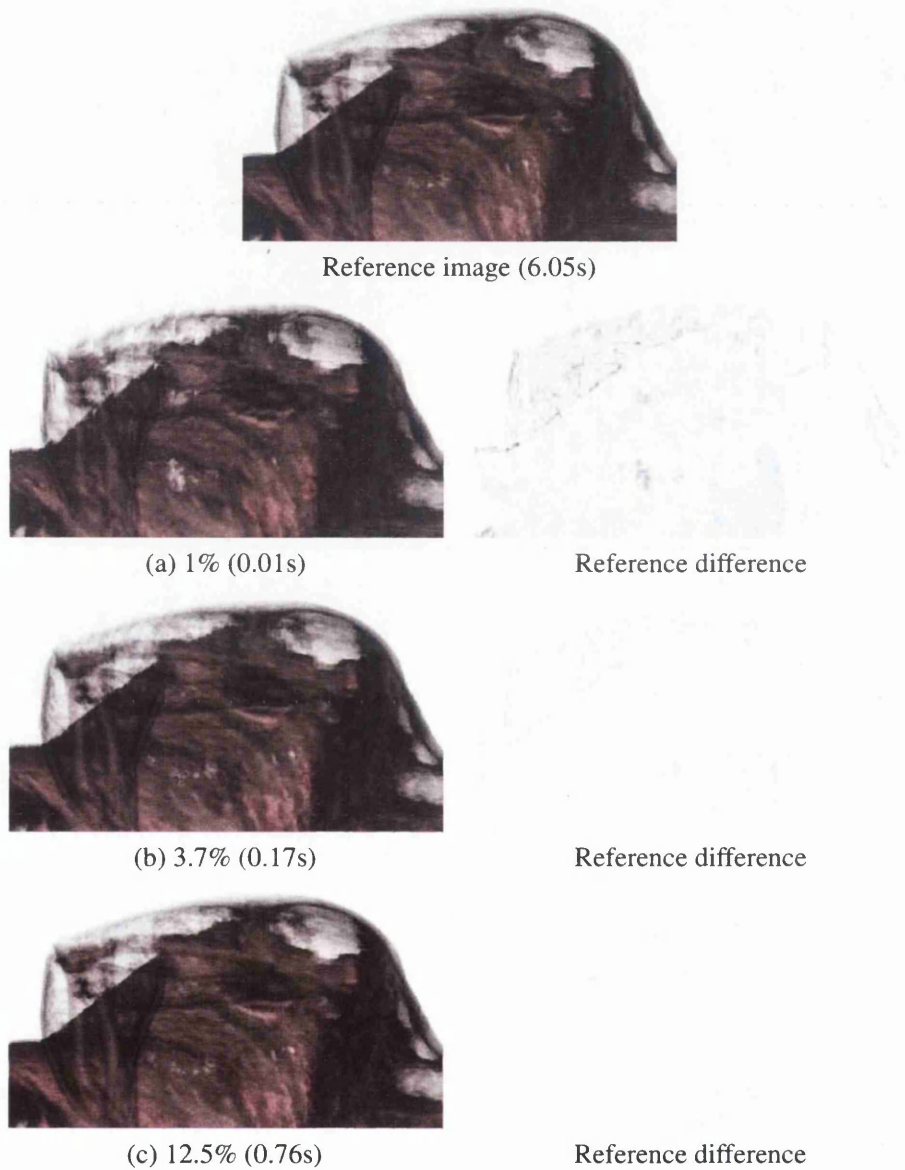 Reference image (6.05s)
(a) 1% (0.01s)
Reference difference
(b) 3.7% (0.17s)
Reference difference
(c) 12.5% (0.76s)
Reference difference